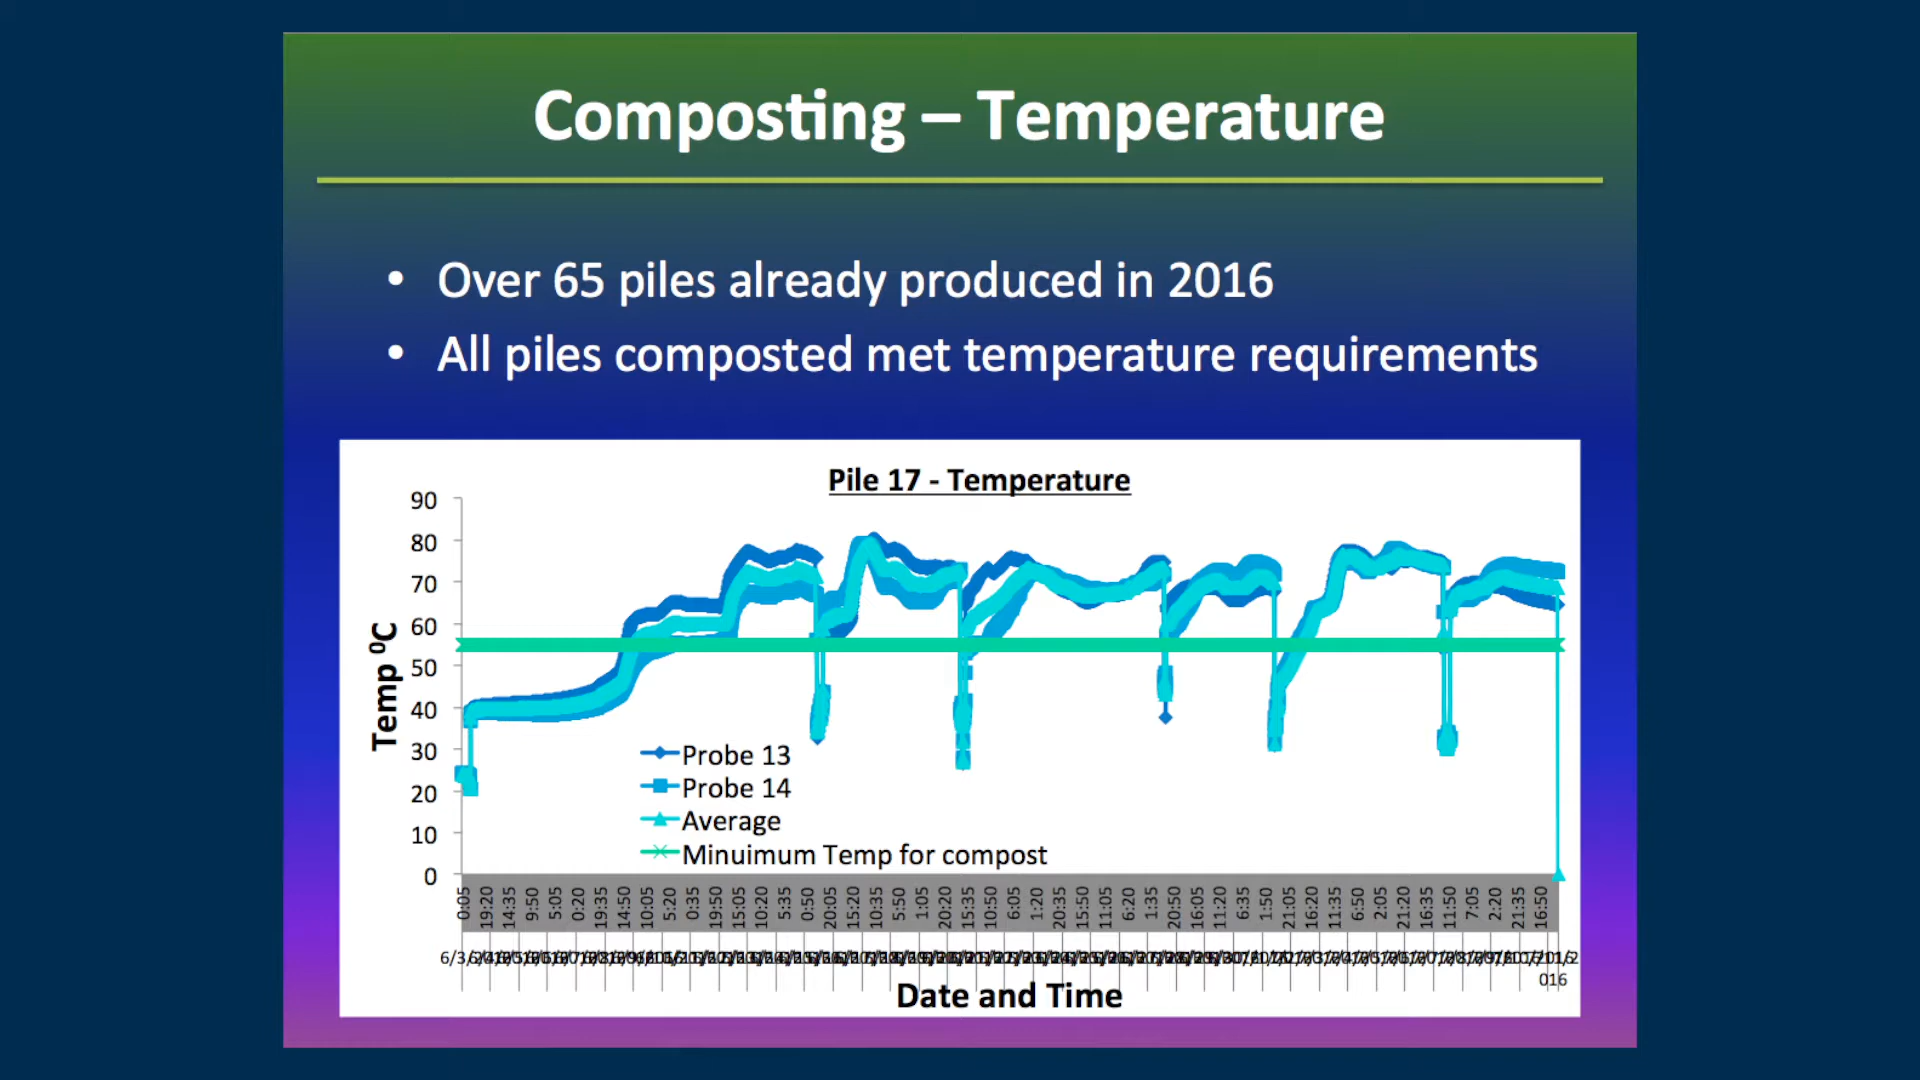 Composting – Temperature
• Over 65 piles already produced in 2016
• All piles composted met temperature requirements
Pile 17 - Temperature
90
80
70
60
50
40
30
20
10
0
Temp ⁰C
Probe 13
Probe 14
Average
Minuimum Temp for compost
0:05 19:20 14:35 9:50 5:05 0:20 19:35 14:50 10:05 5:20 0:35 19:50 15:05 10:20 5:35 0:50 20:05 15:20 10:35 5:50 1:05 20:20 15:35 10:50 6:05 1:20 20:35 15:50 11:05 6:20 1:35 20:50 16:05 11:20 6:35 1:50 21:05 16:20 11:35 6:50 2:05 21:20 16:35 11:50 7:05 2:20 21:35 16:50
016
Date and Time